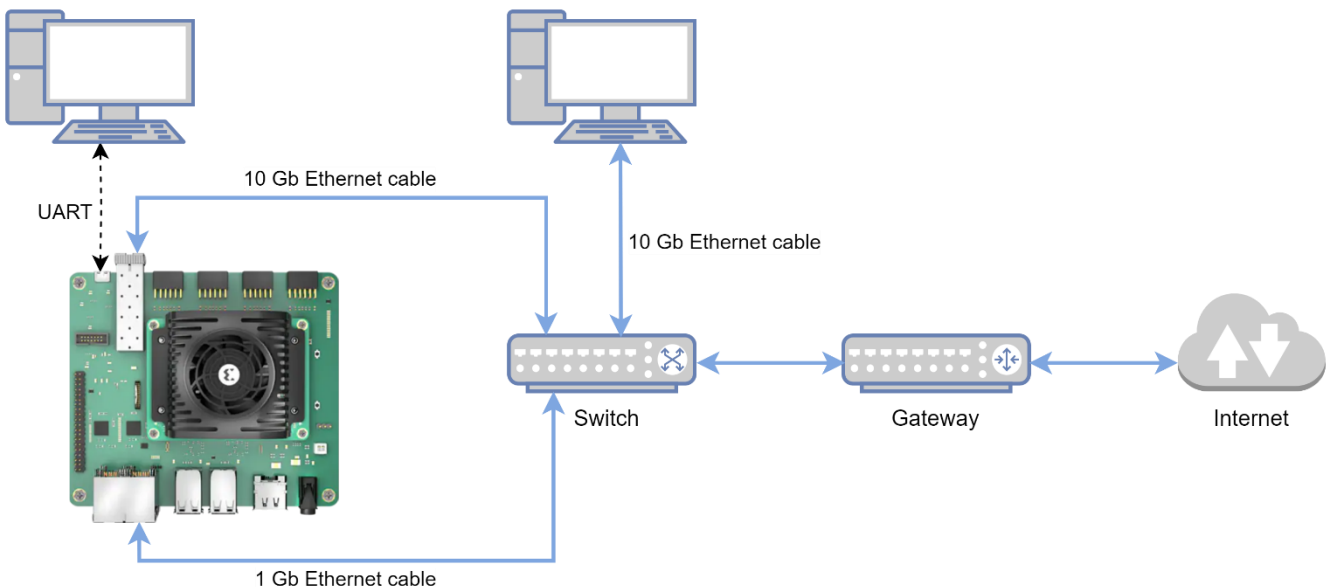 10 Gb Ethernet cable
UART
10 Gb Ethernet cable
Switch
Gateway
Internet
1 Gb Ethernet cable